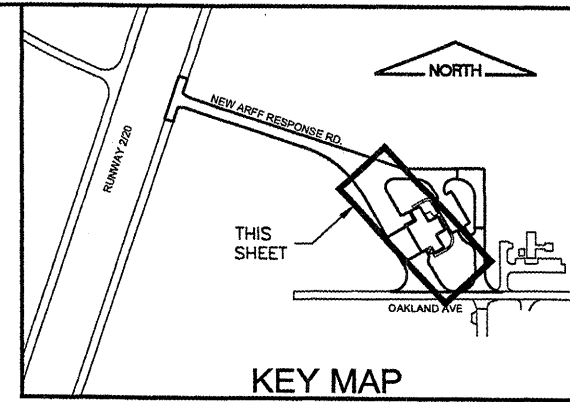 NORTH
NEW ARFF RESPONSE RD.
RUNWAY 2/20
THIS
SHEET
OAKLAND AVE
KEY MAP